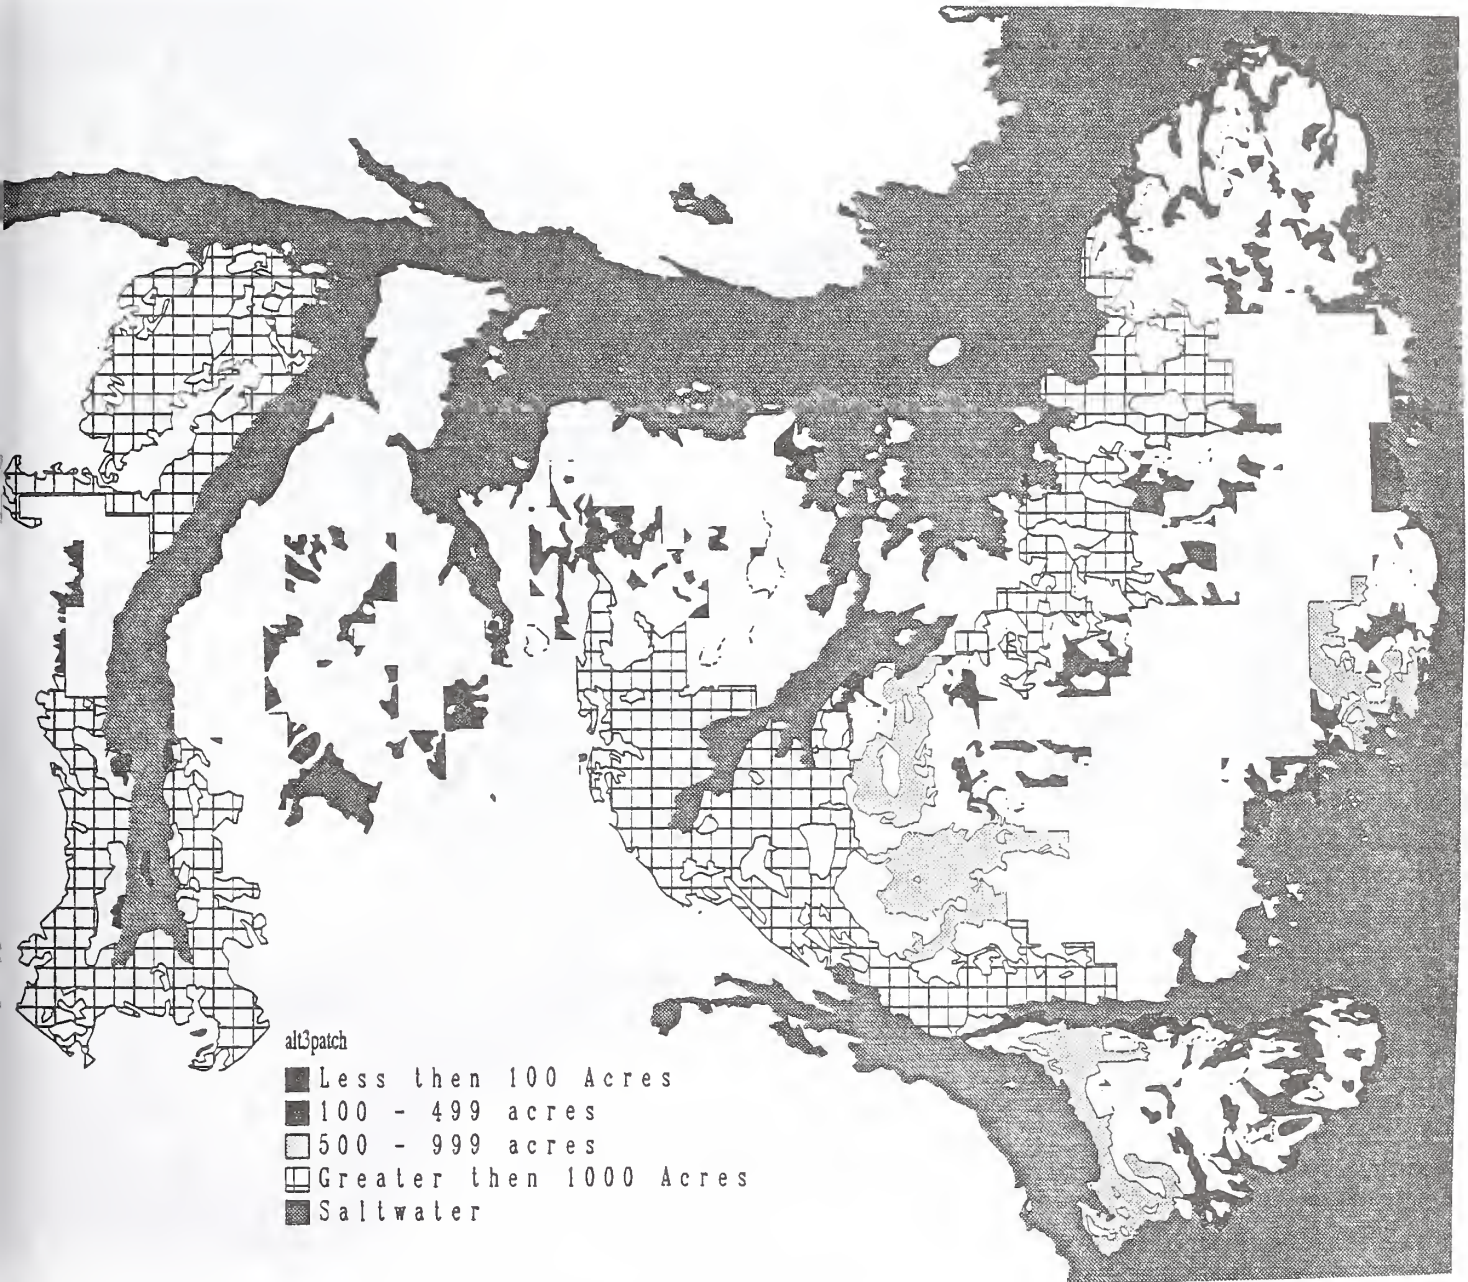 alt3patch
Less then 100 Acres
100 - 499 acres
500 - 999 acres
Greater then 1000 Acres
Saltwater